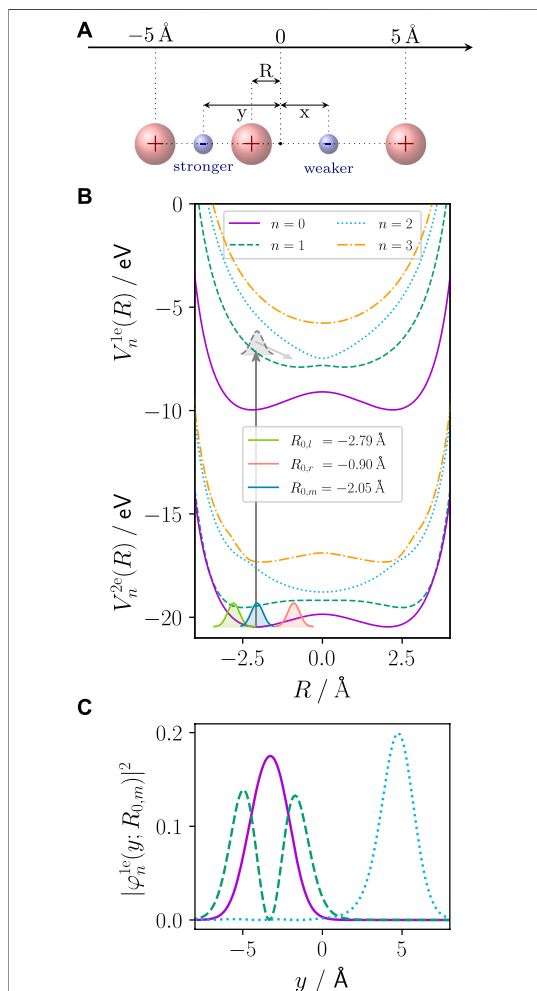 A
−5 Å 0 5 Å
R
y x
+ - + - +
stronger weaker
B
0
−5
−10
−15
−20
V_n^{1e}(R) / eV
V_n^{2e}(R) / eV
n = 0 n = 2
n = 1 n = 3
R_{0,l} = −2.79 Å
R_{0,r} = −0.90 Å
R_{0,m} = −2.05 Å
−2.5 0.0 2.5
R / Å
C
0.2
0.1
0.0
|φ_n^{1e}(y; R_{0,m})|^2
−5 0 5
y / Å